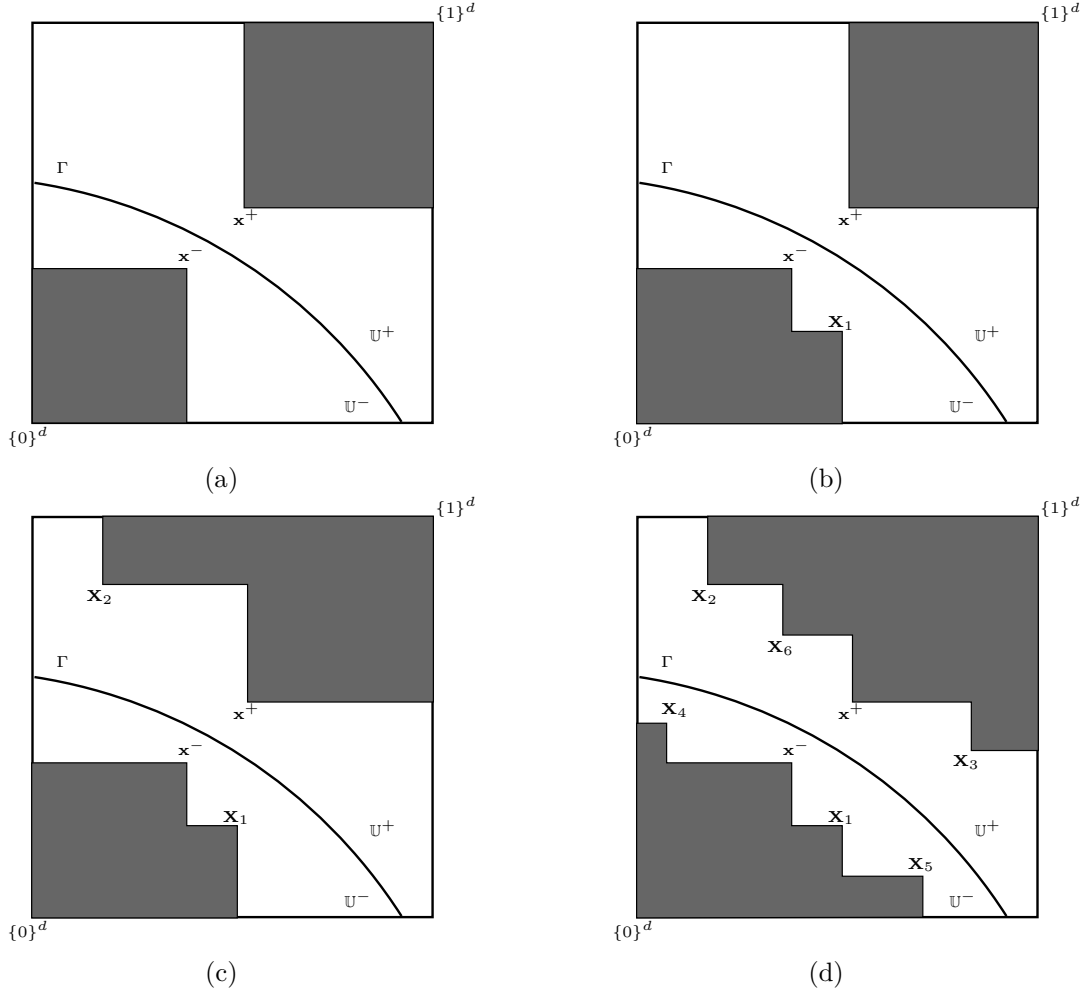 {1}^d
Γ
x^+
x^−
𝕌^+
𝕌^−
{0}^d
(a)
{1}^d
Γ
x^+
x^−
x_1
𝕌^+
𝕌^−
{0}^d
(b)
{1}^d
x_2
Γ
x^+
x^−
x_1
𝕌^+
𝕌^−
{0}^d
(c)
{1}^d
x_2
x_6
Γ
x_4
x^+
x^−
x_3
x_1
𝕌^+
x_5
𝕌^−
{0}^d
(d)